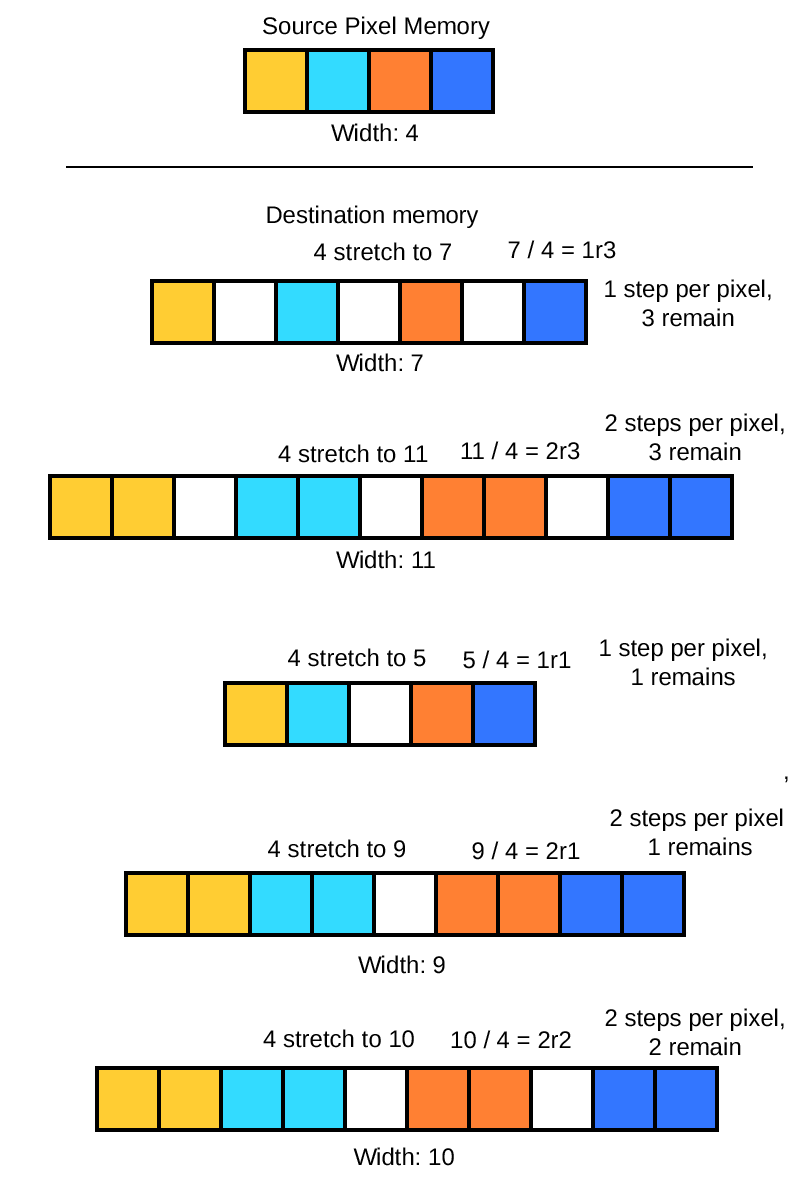 Source Pixel Memory
Width: 4
Destination memory
4 stretch to 7
7 / 4 = 1r3
1 step per pixel,
3 remain
Width: 7
2 steps per pixel,
3 remain
4 stretch to 11
11 / 4 = 2r3
Width: 11
4 stretch to 5
5 / 4 = 1r1
1 step per pixel,
1 remains
,
2 steps per pixel
1 remains
4 stretch to 9
9 / 4 = 2r1
Width: 9
2 steps per pixel,
2 remain
4 stretch to 10
10 / 4 = 2r2
Width: 10